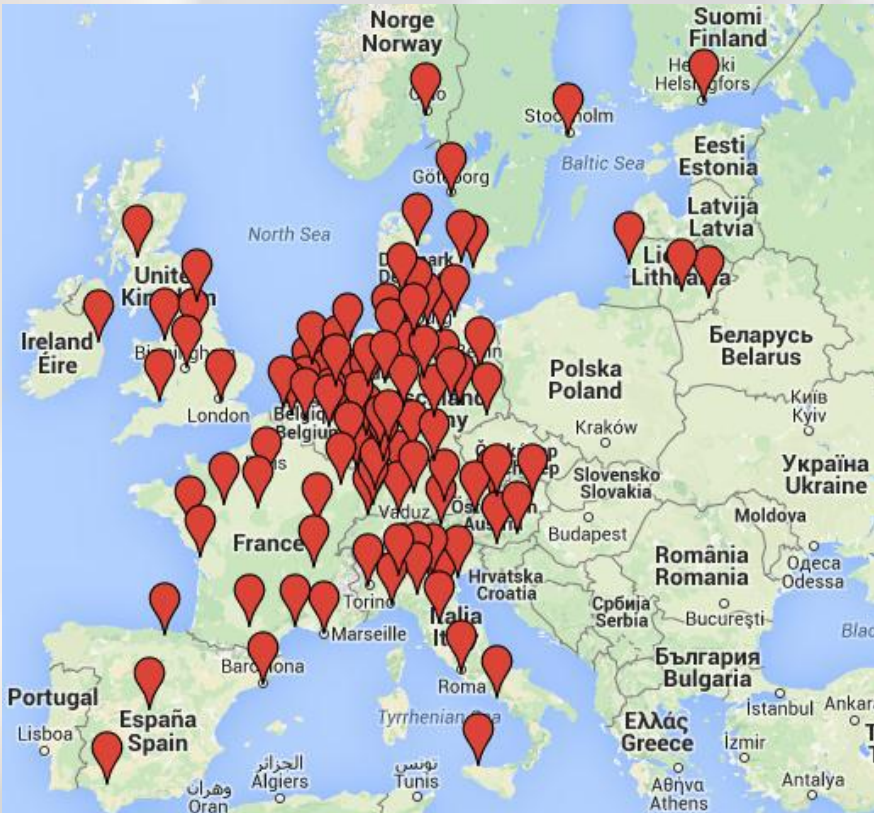 Norge
Norway
Suomi
Finland
Helsingfors
Stockholm
Göteborg
Baltic Sea
Eesti
Estonia
Latvija
Latvia
North Sea
Lithuania
Ireland
Éire
London
Беларусь
Belarus
Polska
Poland
Київ
Kyiv
Kraków
Україна
Ukraine
Slovensko
Slovakia
Vaduz
Budapest
Moldova
Одеса
Odessa
France
România
Romania
Hrvatska
Croatia
Србија
Serbia
București
Torino
Marseille
Italia
Barcelona
България
Bulgaria
Roma
Portugal
Lisboa
España
Spain
Tyrrhenian Sea
İstanbul
Ελλάς
Greece
İzmir
Αθήνα
Athens
Antalya
الجزائر
Algiers
تونس
Tunis
وهران
Oran